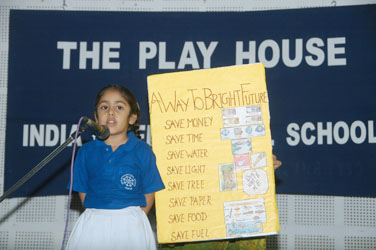 THE PLAY HOUSE
INDIA
SCHOOL
A WAY TO BRIGHT FUTURE
SAVE MONEY
SAVE TIME
SAVE WATER
SAVE LIGHT
SAVE TREE
SAVE PAPER
SAVE FOOD
SAVE FUEL